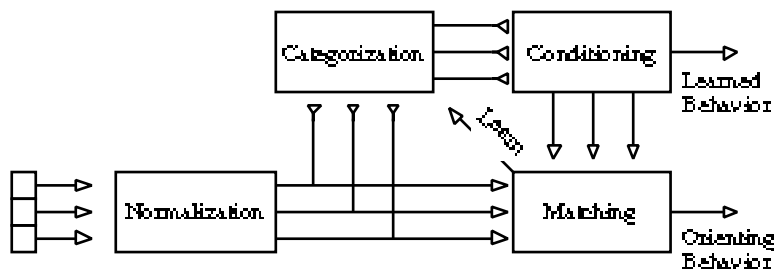 Categorization
Conditioning
Learned
Behavior
Learn
Normalization
Matching
Orienting
Behavior